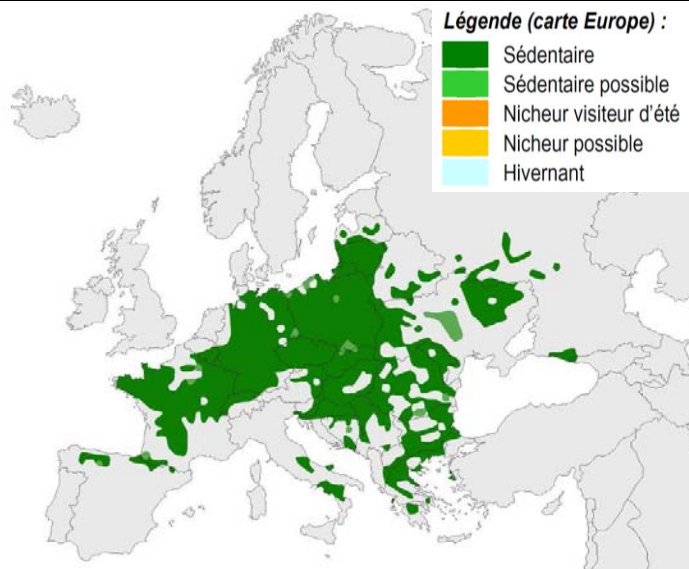 Légende (carte Europe) :
Sédentaire
Sédentaire possible
Nicheur visiteur d'été
Nicheur possible
Hivernant